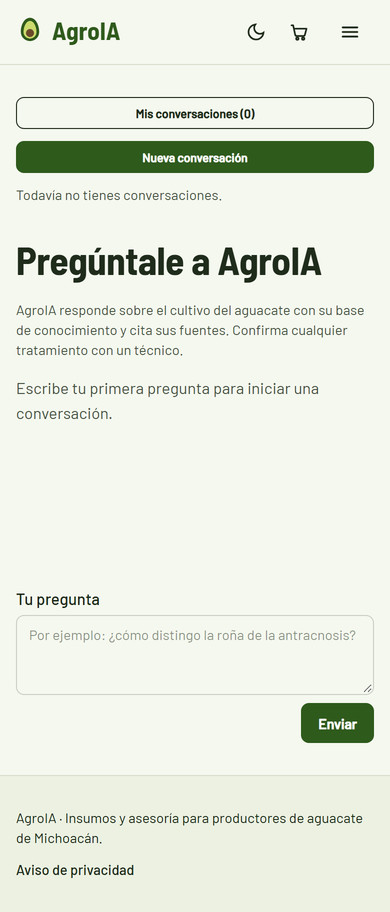 AgroIA
Mis conversaciones (0)
Nueva conversación
Todavía no tienes conversaciones.
Pregúntale a AgroIA
AgroIA responde sobre el cultivo del aguacate con su base
de conocimiento y cita sus fuentes. Confirma cualquier
tratamiento con un técnico.
Escribe tu primera pregunta para iniciar una
conversación.
Tu pregunta
Por ejemplo: ¿cómo distingo la roña de la antracnosis?
Enviar
AgroIA · Insumos y asesoría para productores de aguacate
de Michoacán.
Aviso de privacidad